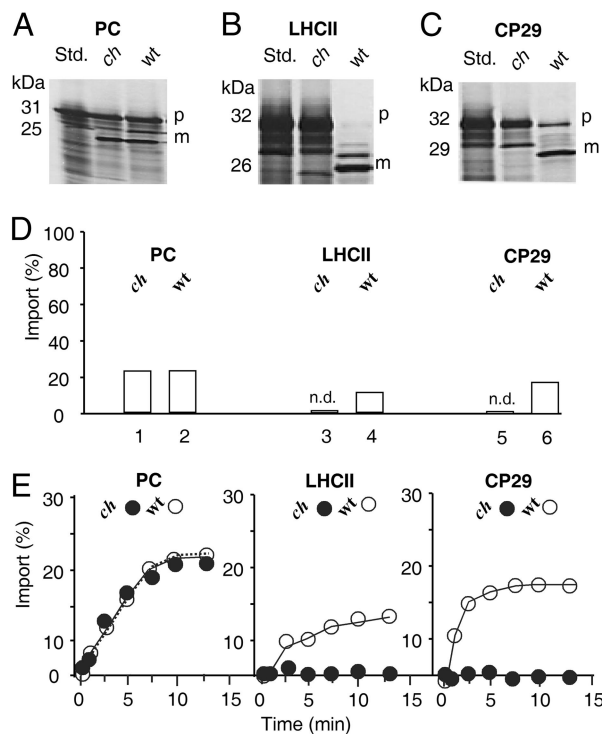 A PC
Std. ch wt
kDa
31
25
p
m
B LHCII
Std. ch wt
kDa
32
26
p
m
C CP29
Std. ch wt
kDa
32
29
p
m
D
100
80
60
40
20
0
Import (%)
PC LHCII CP29
ch wt ch wt ch wt
n.d. n.d.
1 2 3 4 5 6
E
PC LHCII CP29
ch wt ch wt ch wt
Import (%)
30
20
10
0
30
20
10
0
30
20
10
0
0 5 10 15 0 5 10 15 0 5 10 15
Time (min)